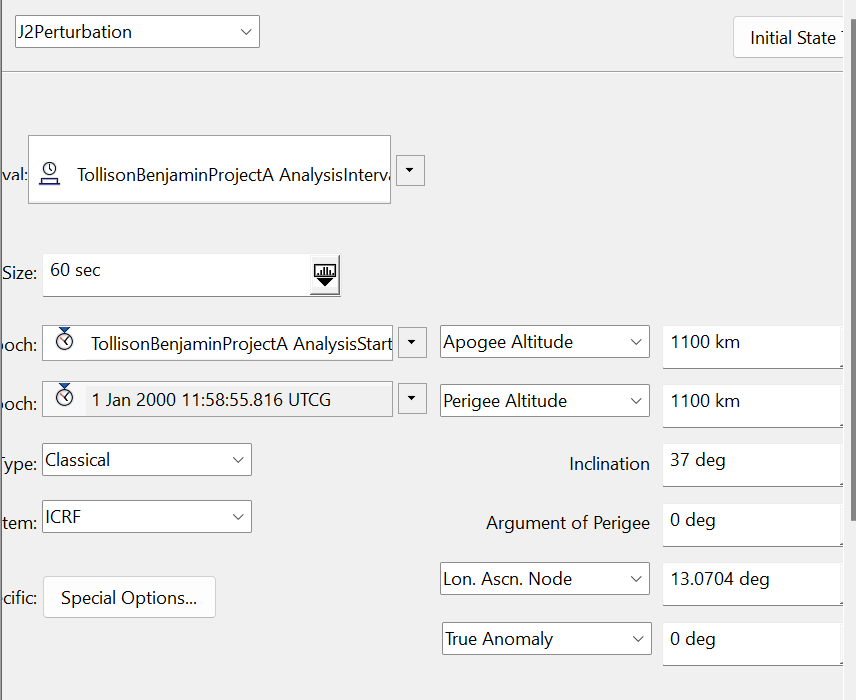 J2Perturbation
Initial State
val: TollisonBenjaminProjectA AnalysisInterva
Size: 60 sec
poch: TollisonBenjaminProjectA AnalysisStart Apogee Altitude 1100 km
poch: 1 Jan 2000 11:58:55.816 UTCG Perigee Altitude 1100 km
Type: Classical Inclination 37 deg
tem: ICRF Argument of Perigee 0 deg
Lon. Ascn. Node 13.0704 deg
cific: Special Options...
True Anomaly 0 deg